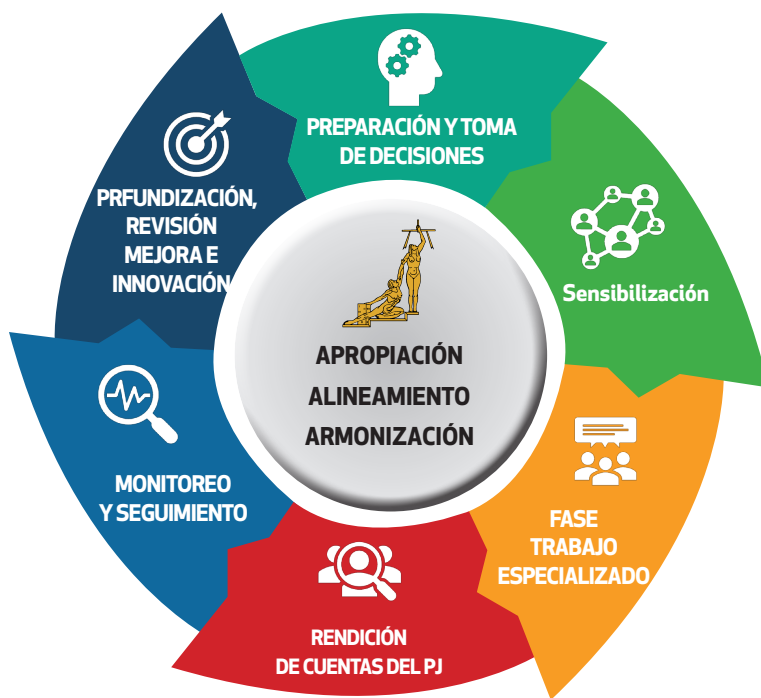 PREPARACIÓN Y TOMA
DE DECISIONES
Sensibilización
FASE
TRABAJO
ESPECIALIZADO
RENDICIÓN
DE CUENTAS DEL PJ
MONITOREO
Y SEGUIMIENTO
PRFUNDIZACIÓN,
REVISIÓN
MEJORA E
INNOVACIÓN
APROPIACIÓN
ALINEAMIENTO
ARMONIZACIÓN